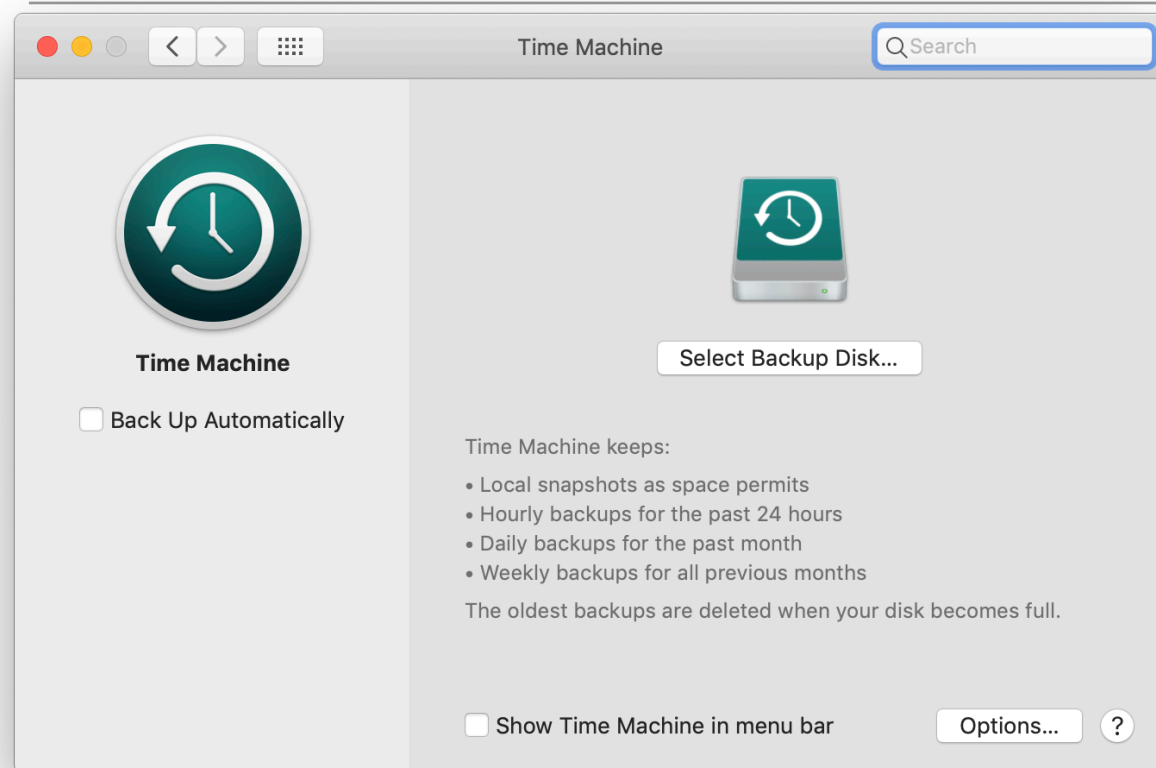 Time Machine
Search
Time Machine
Back Up Automatically
Select Backup Disk...
Time Machine keeps:
• Local snapshots as space permits
• Hourly backups for the past 24 hours
• Daily backups for the past month
• Weekly backups for all previous months
The oldest backups are deleted when your disk becomes full.
Show Time Machine in menu bar
Options...
?